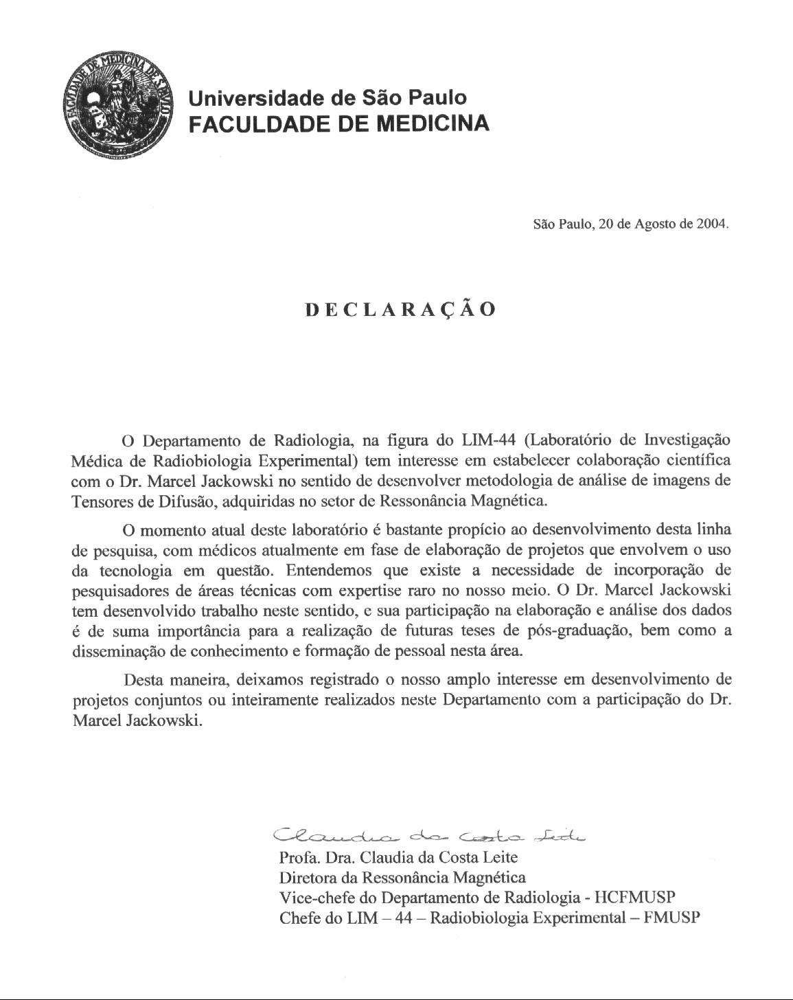 FACULDADE DE MEDICINA DE S. PAULO
Universidade de São Paulo
FACULDADE DE MEDICINA
São Paulo, 20 de Agosto de 2004.
DECLARAÇÃO
O Departamento de Radiologia, na figura do LIM-44 (Laboratório de Investigação
Médica de Radiobiologia Experimental) tem interesse em estabelecer colaboração científica
com o Dr. Marcel Jackowski no sentido de desenvolver metodologia de análise de imagens de
Tensores de Difusão, adquiridas no setor de Ressonância Magnética.
O momento atual deste laboratório é bastante propício ao desenvolvimento desta linha
de pesquisa, com médicos atualmente em fase de elaboração de projetos que envolvem o uso
da tecnologia em questão. Entendemos que existe a necessidade de incorporação de
pesquisadores de áreas técnicas com expertise raro no nosso meio. O Dr. Marcel Jackowski
tem desenvolvido trabalho neste sentido, e sua participação na elaboração e análise dos dados
é de suma importância para a realização de futuras teses de pós-graduação, bem como a
disseminação de conhecimento e formação de pessoal nesta área.
Desta maneira, deixamos registrado o nosso amplo interesse em desenvolvimento de
projetos conjuntos ou inteiramente realizados neste Departamento com a participação do Dr.
Marcel Jackowski.
Claudia da Costa Leite
Profa. Dra. Claudia da Costa Leite
Diretora da Ressonância Magnética
Vice-chefe do Departamento de Radiologia - HCFMUSP
Chefe do LIM – 44 – Radiobiologia Experimental – FMUSP